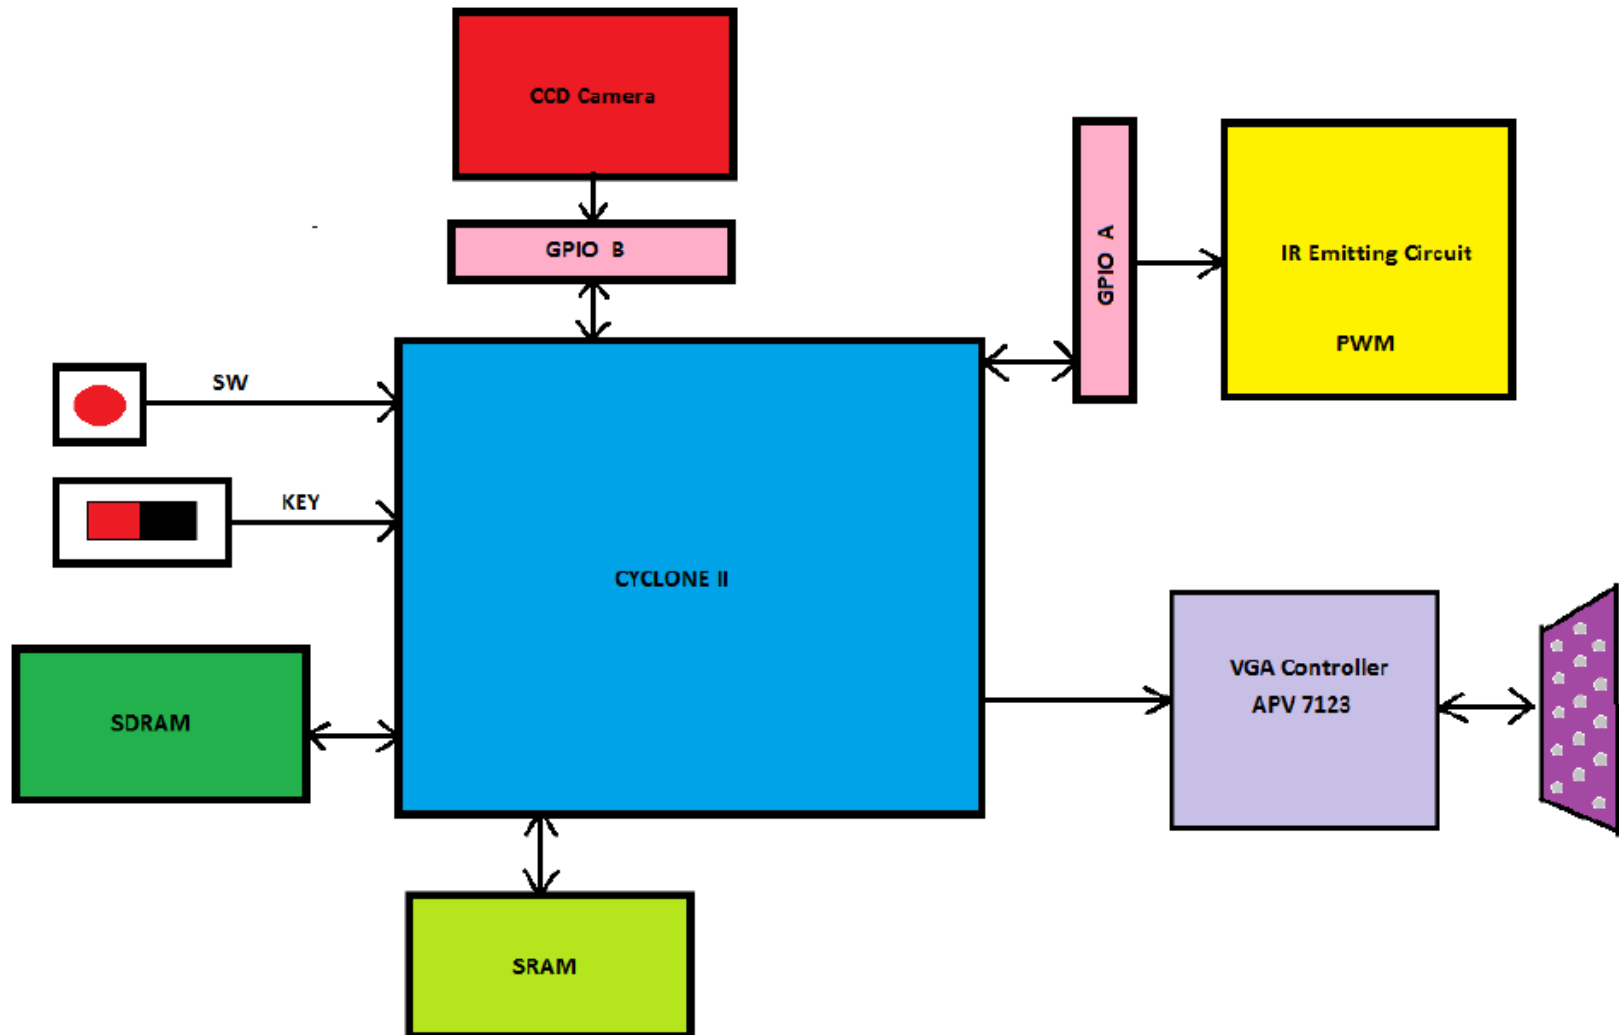 CCD Camera
GPIO B
GPIO A
IR Emitting Circuit
PWM
SW
KEY
CYCLONE II
SDRAM
VGA Controller
APV 7123
SRAM